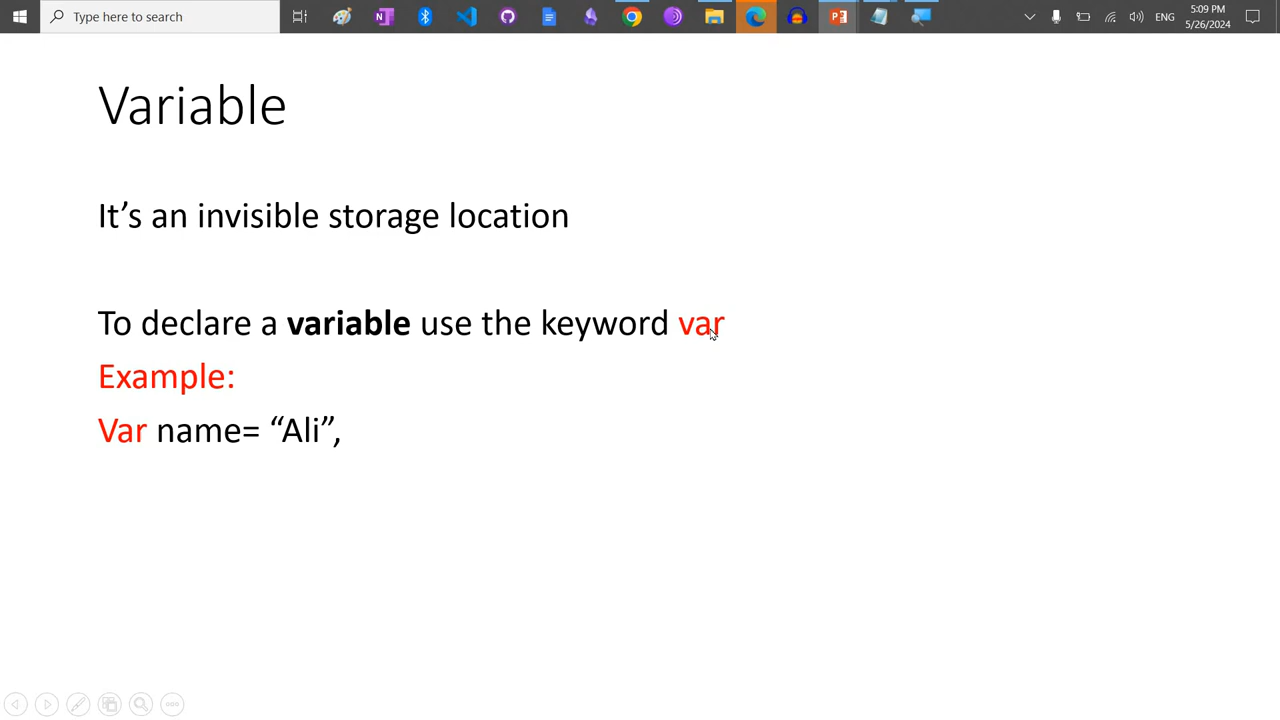 Type here to search
ENG
5:09 PM
5/26/2024
Variable
It’s an invisible storage location
To declare a variable use the keyword var
Example:
Var name= “Ali”,